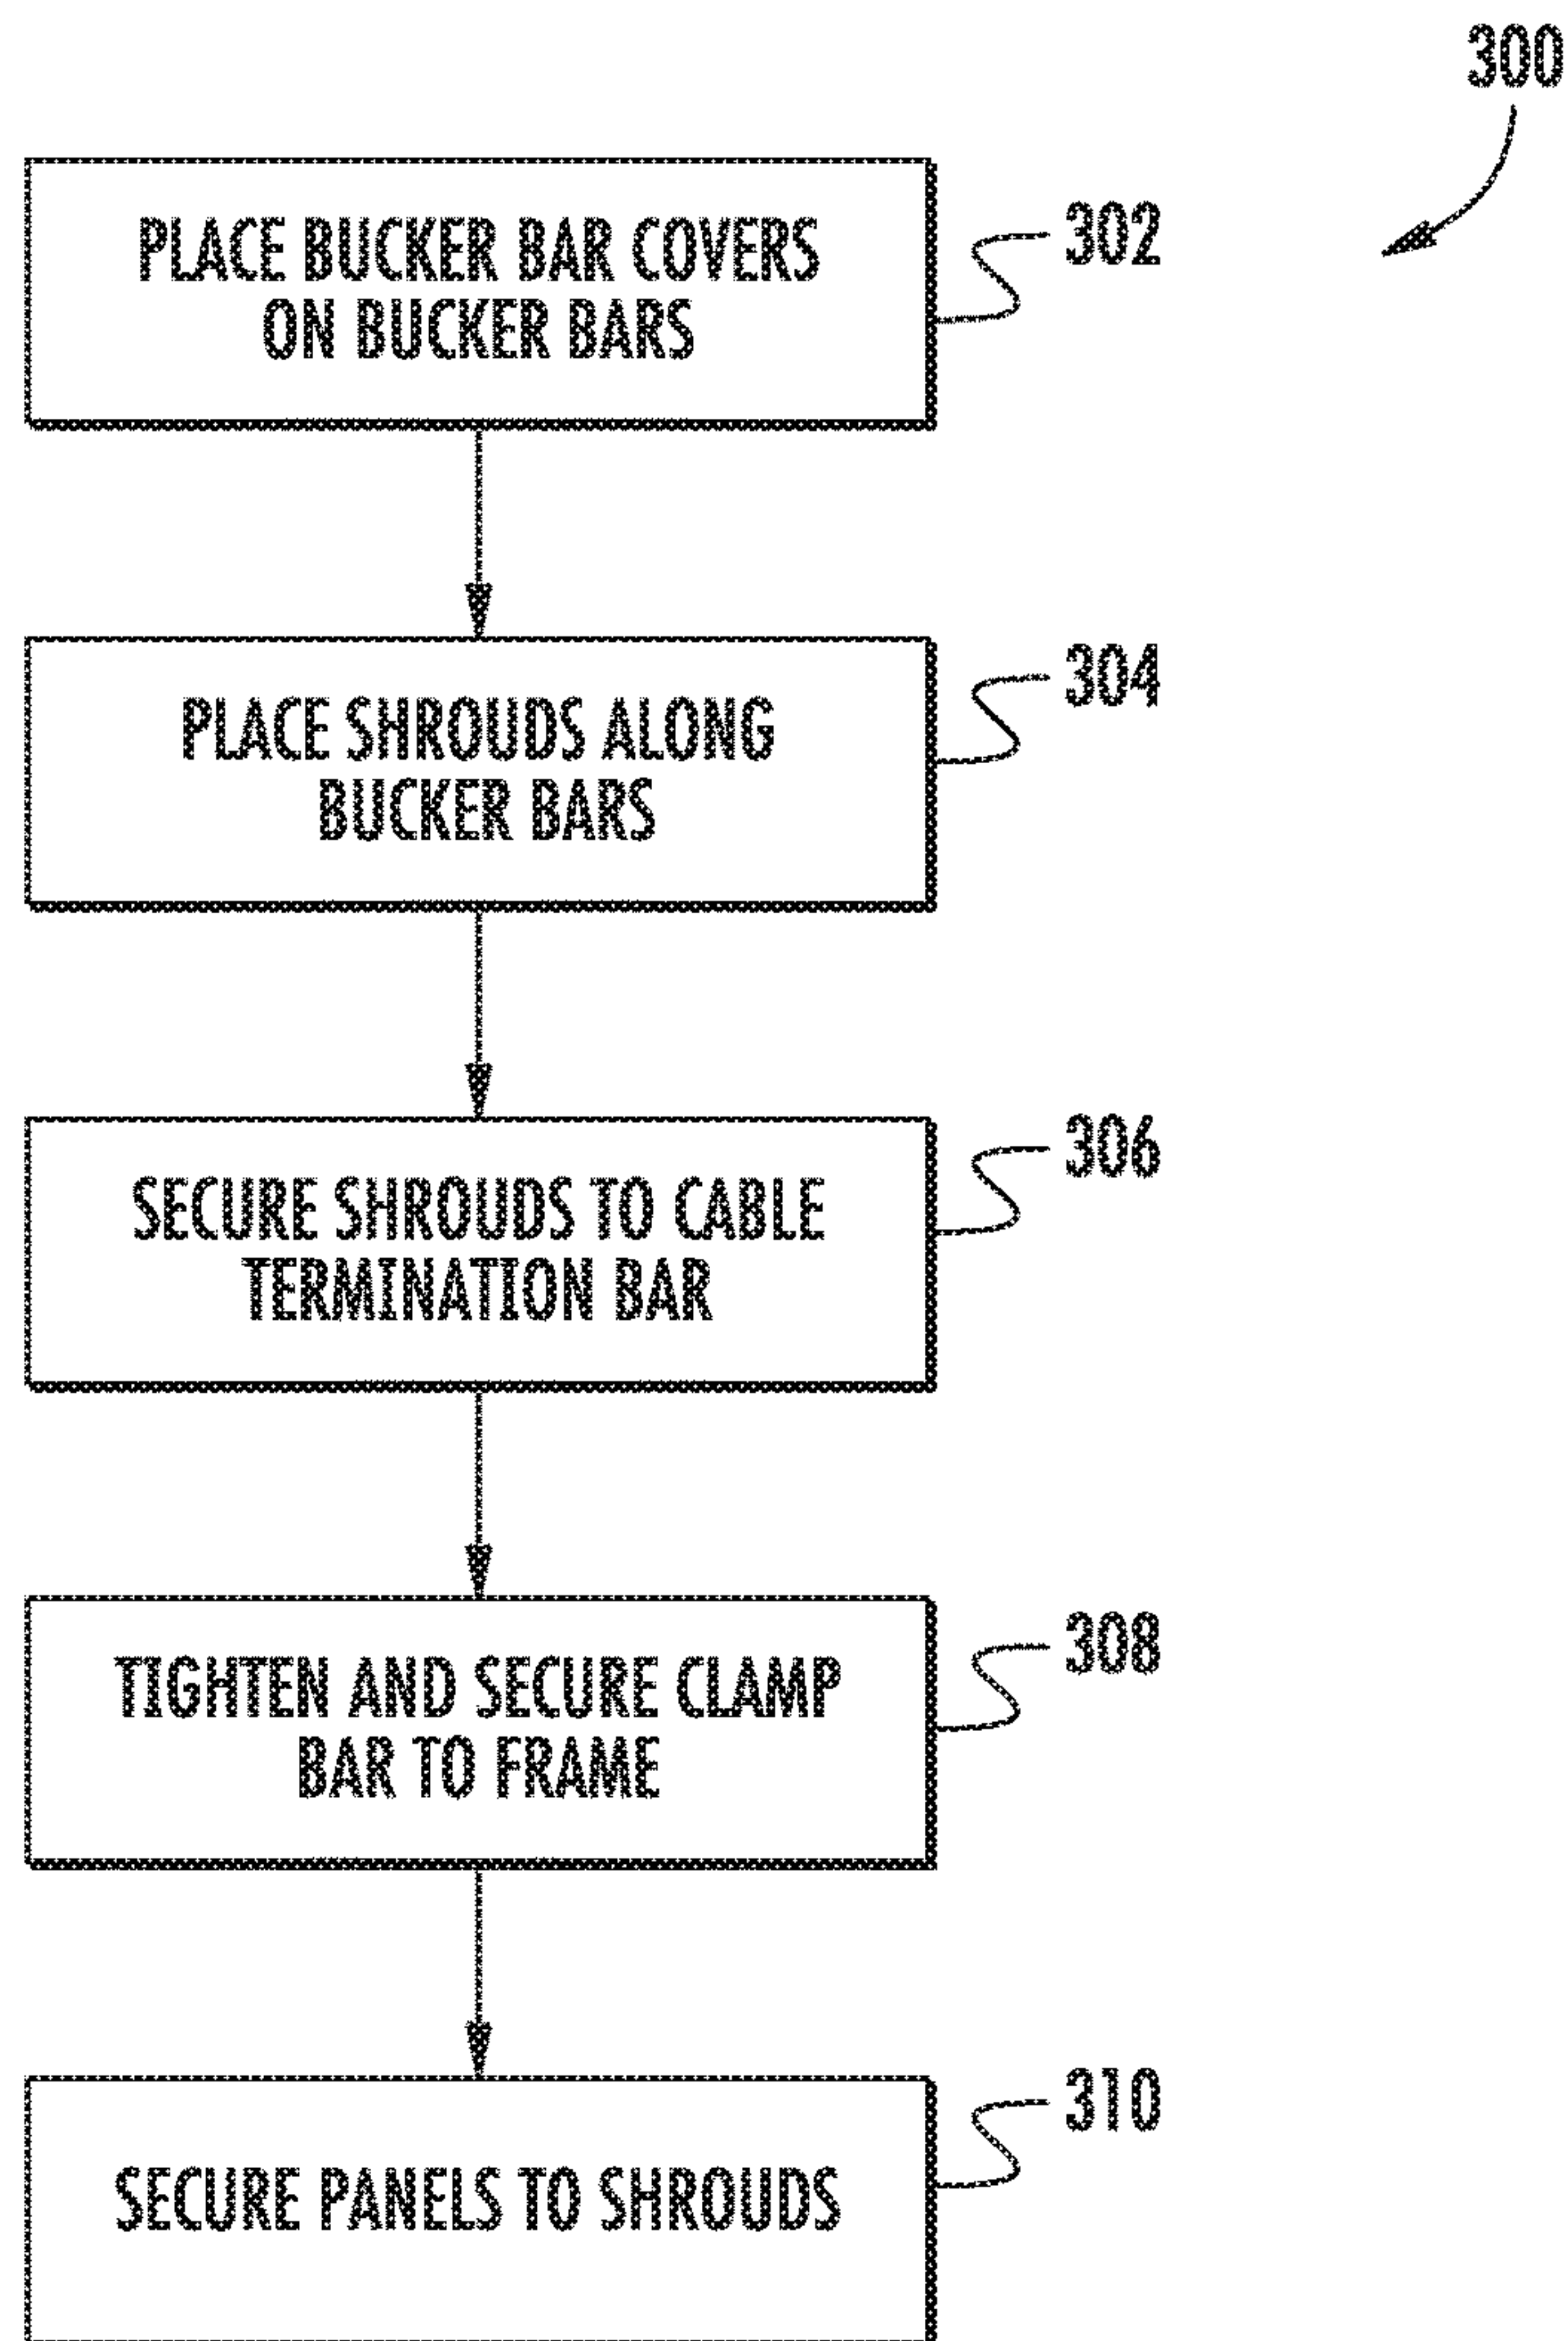 300
PLACE BUCKER BAR COVERS
ON BUCKER BARS
302
PLACE SHROUDS ALONG
BUCKER BARS
304
SECURE SHROUDS TO CABLE
TERMINATION BAR
306
TIGHTEN AND SECURE CLAMP
BAR TO FRAME
308
SECURE PANELS TO SHROUDS
310